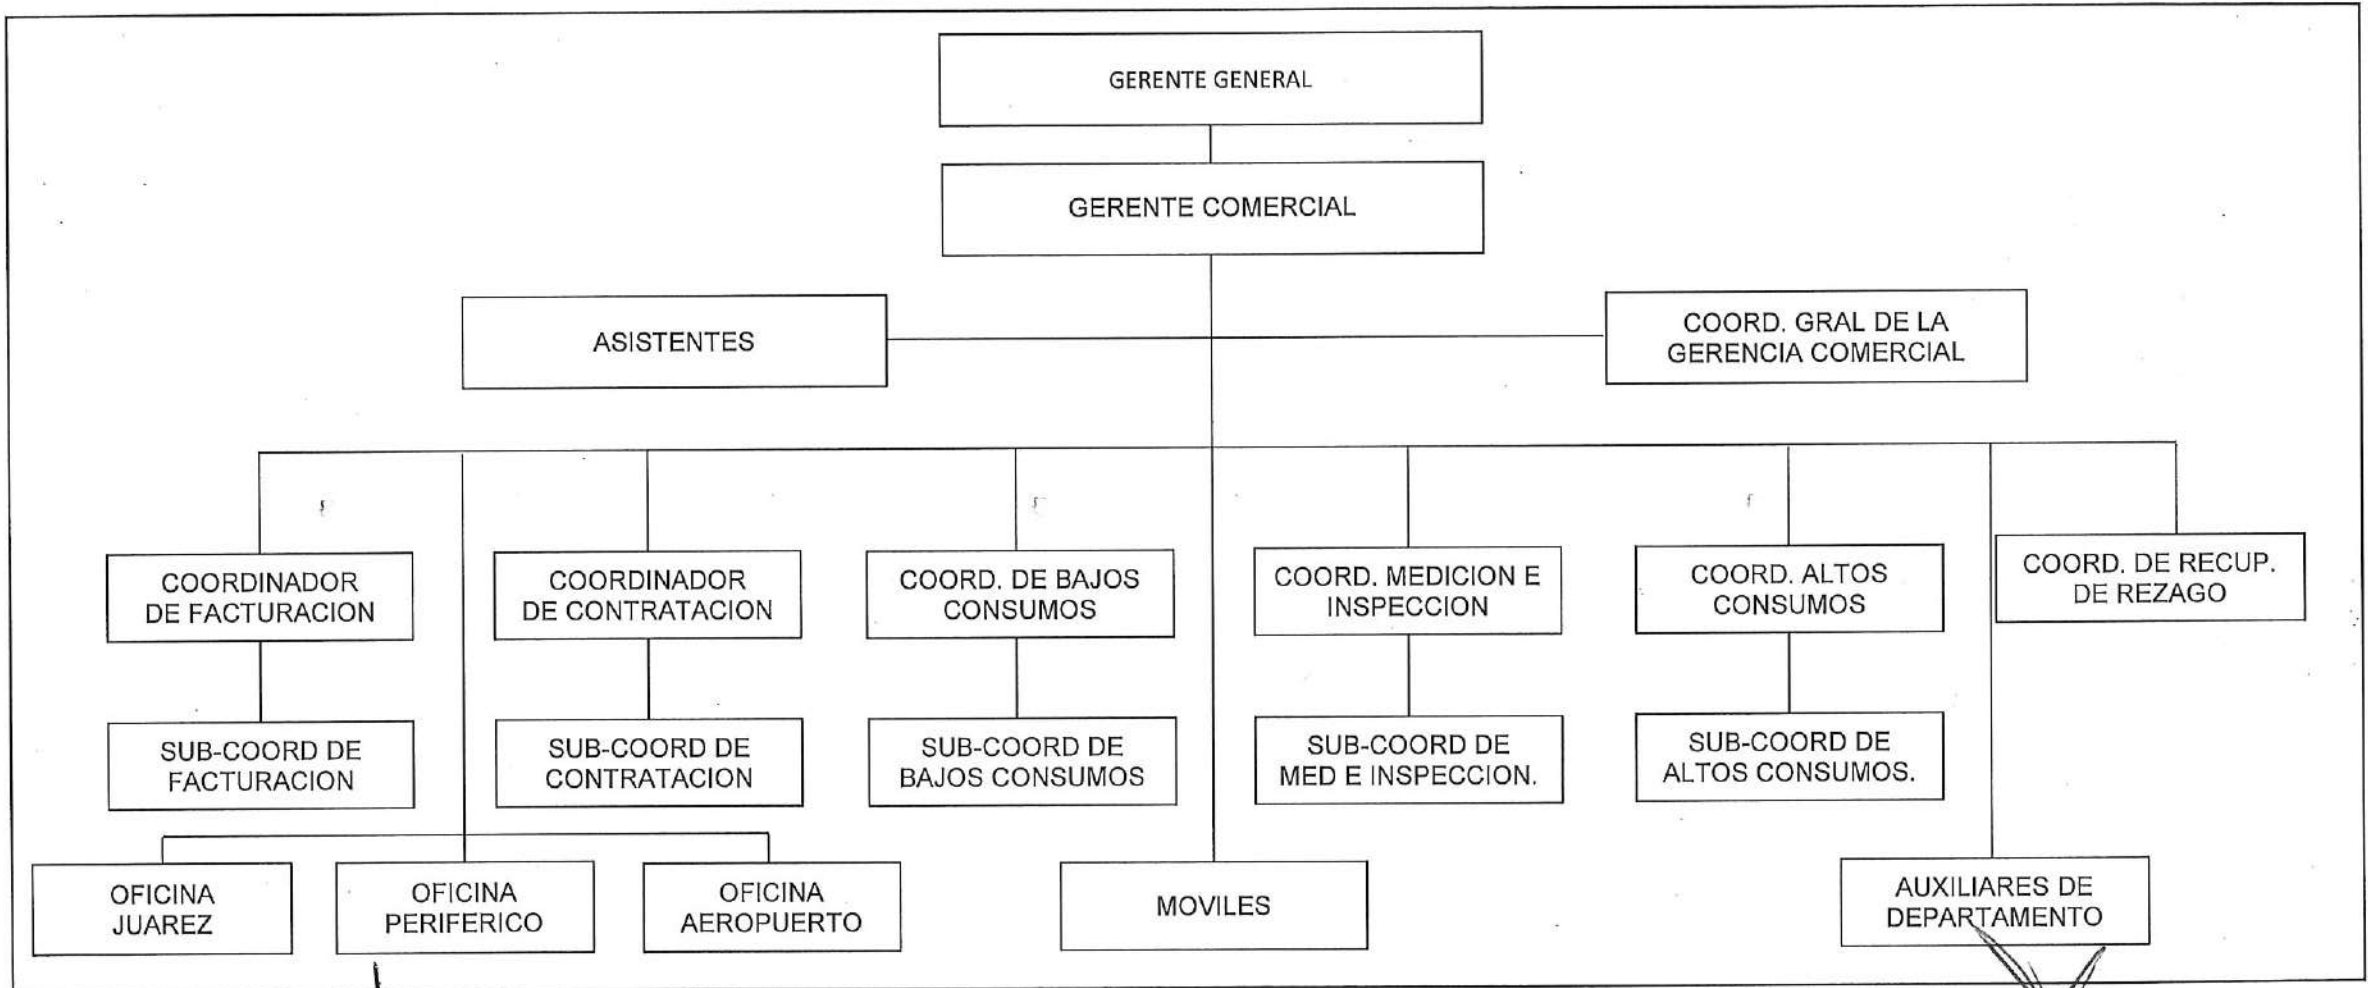 GERENTE GENERAL
GERENTE COMERCIAL
ASISTENTES
COORD. GRAL DE LA
GERENCIA COMERCIAL
COORDINADOR
DE FACTURACION
COORDINADOR
DE CONTRATACION
COORD. DE BAJOS
CONSUMOS
COORD. MEDICION E
INSPECCION
COORD. ALTOS
CONSUMOS
COORD. DE RECUP.
DE REZAGO
SUB-COORD DE
FACTURACION
SUB-COORD DE
CONTRATACION
SUB-COORD DE
BAJOS CONSUMOS
SUB-COORD DE
MED E INSPECCION.
SUB-COORD DE
ALTOS CONSUMOS.
OFICINA
JUAREZ
OFICINA
PERIFERICO
OFICINA
AEROPUERTO
MOVILES
AUXILIARES DE
DEPARTAMENTO